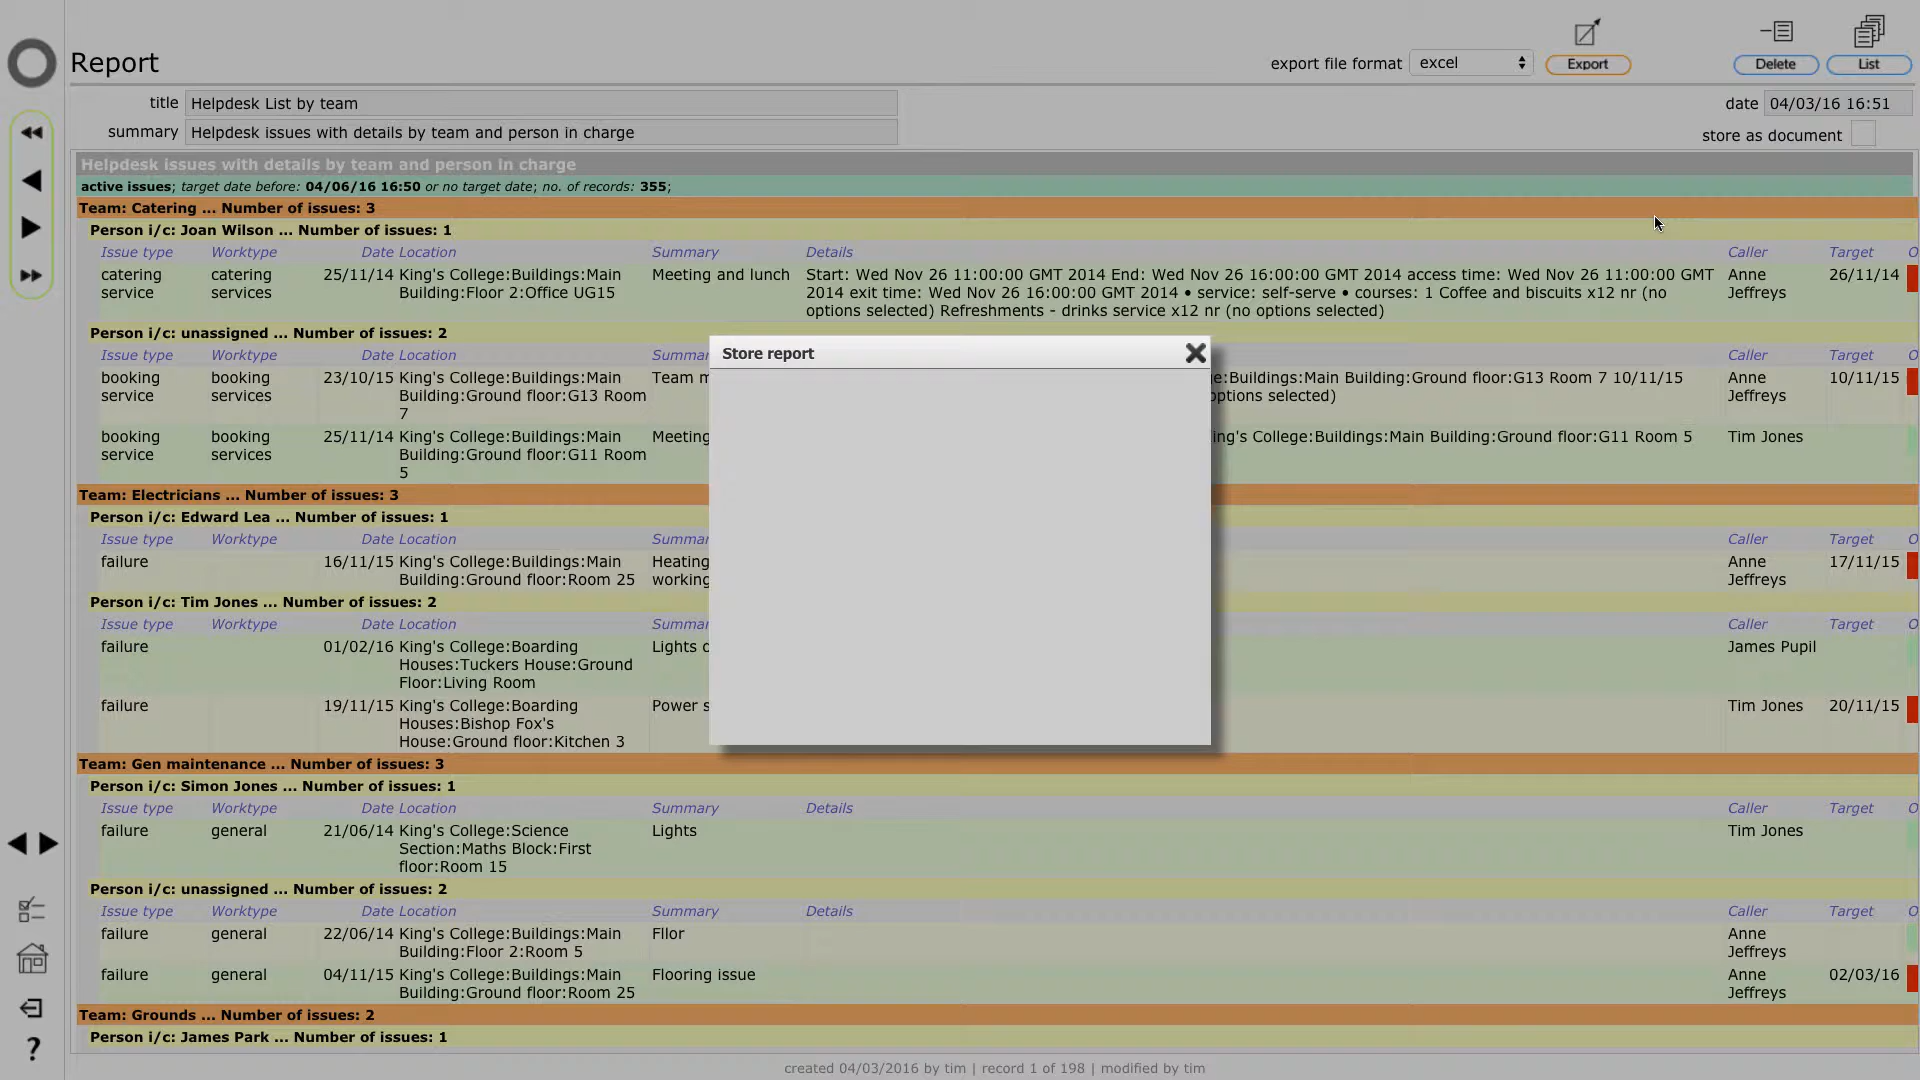 Report
export file format excel Export Delete List
title Helpdesk List by team date 04/03/16 16:51
summary Helpdesk issues with details by team and person in charge store as document
Helpdesk issues with details by team and person in charge
active issues; target date before: 04/06/16 16:50 or no target date; no. of records: 355;
Team: Catering ... Number of issues: 3
Person i/c: Joan Wilson ... Number of issues: 1
Issue type Worktype Date Location Summary Details Caller Target O
catering catering 25/11/14 King's College:Buildings:Main Meeting and lunch Start: Wed Nov 26 11:00:00 GMT 2014 End: Wed Nov 26 16:00:00 GMT 2014 access time: Wed Nov 26 11:00:00 GMT Anne 26/11/14
service services Building:Floor 2:Office UG15 2014 exit time: Wed Nov 26 16:00:00 GMT 2014 • service: self-serve • courses: 1 Coffee and biscuits x12 nr (no Jeffreys
options selected) Refreshments - drinks service x12 nr (no options selected)
Person i/c: unassigned ... Number of issues: 2
Issue type Worktype Date Location Summar Caller Target O
booking booking 23/10/15 King's College:Buildings:Main Team m e:Buildings:Main Building:Ground floor:G13 Room 7 10/11/15 Anne 10/11/15
service services Building:Ground floor:G13 Room options selected) Jeffreys
7
booking booking 25/11/14 King's College:Buildings:Main Meeting ing's College:Buildings:Main Building:Ground floor:G11 Room 5 Tim Jones
service services Building:Ground floor:G11 Room
5
Team: Electricians ... Number of issues: 3
Person i/c: Edward Lea ... Number of issues: 1
Issue type Worktype Date Location Summar Caller Target O
failure 16/11/15 King's College:Buildings:Main Heating Anne 17/11/15
Building:Ground floor:Room 25 working Jeffreys
Person i/c: Tim Jones ... Number of issues: 2
Issue type Worktype Date Location Summar Caller Target O
failure 01/02/16 King's College:Boarding Lights o James Pupil
Houses:Tuckers House:Ground
Floor:Living Room
failure 19/11/15 King's College:Boarding Power s Tim Jones 20/11/15
Houses:Bishop Fox's
House:Ground floor:Kitchen 3
Team: Gen maintenance ... Number of issues: 3
Person i/c: Simon Jones ... Number of issues: 1
Issue type Worktype Date Location Summary Details Caller Target O
failure general 21/06/14 King's College:Science Lights Tim Jones
Section:Maths Block:First
floor:Room 15
Person i/c: unassigned ... Number of issues: 2
Issue type Worktype Date Location Summary Details Caller Target O
failure general 22/06/14 King's College:Buildings:Main Fllor Anne
Building:Floor 2:Room 5 Jeffreys
failure general 04/11/15 King's College:Buildings:Main Flooring issue Anne 02/03/16
Building:Ground floor:Room 25 Jeffreys
Team: Grounds ... Number of issues: 2
Person i/c: James Park ... Number of issues: 1
Store report
created 04/03/2016 by tim | record 1 of 198 | modified by tim
?